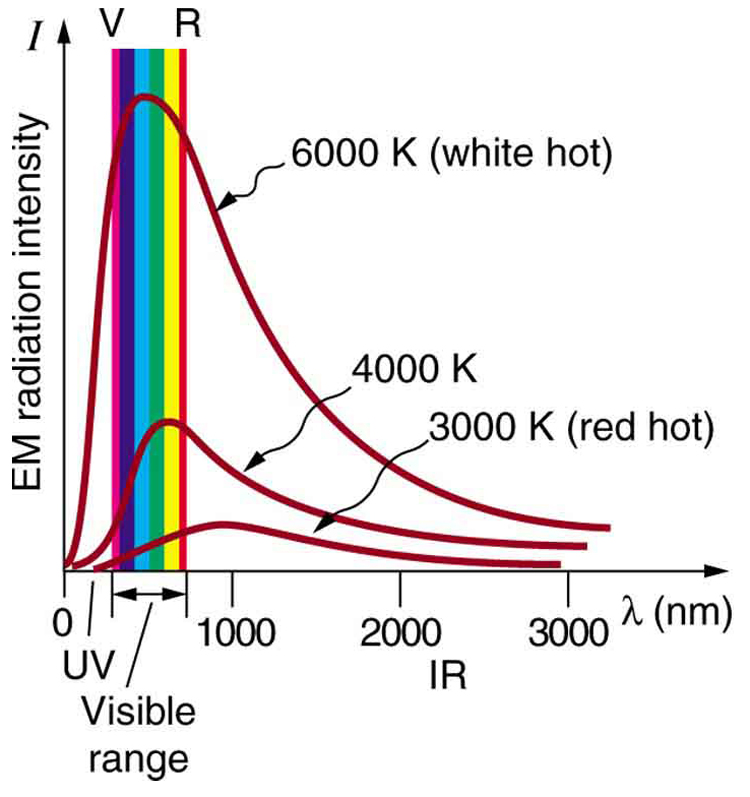 I
V
R
EM radiation intensity
6000 K (white hot)
4000 K
3000 K (red hot)
0
1000
2000
3000
λ (nm)
UV
IR
Visible
range